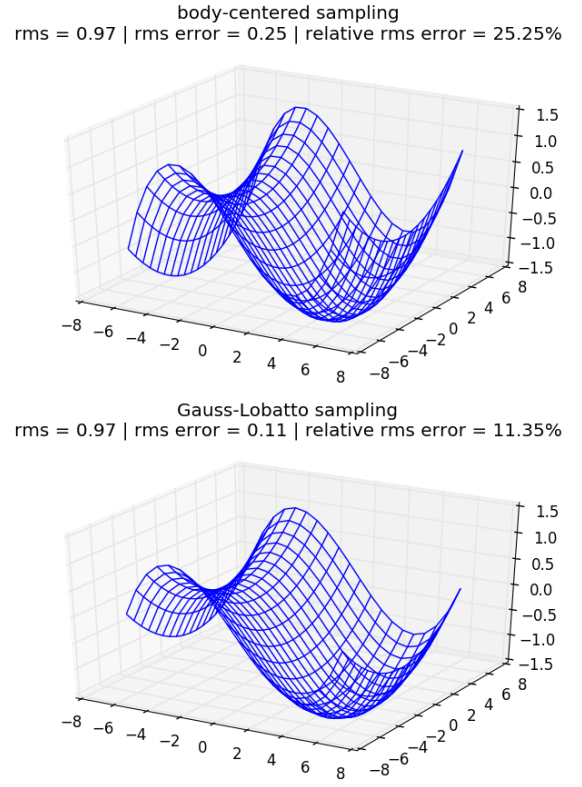 body-centered sampling
rms = 0.97 | rms error = 0.25 | relative rms error = 25.25%
1.5
1.0
0.5
0.0
−0.5
−1.0
−1.5
−8 −6 −4 −2 0 2 4 6 8
−8 −6 −4 −2 0 2 4 6 8
Gauss-Lobatto sampling
rms = 0.97 | rms error = 0.11 | relative rms error = 11.35%
1.5
1.0
0.5
0.0
−0.5
−1.0
−1.5
−8 −6 −4 −2 0 2 4 6 8
−8 −6 −4 −2 0 2 4 6 8